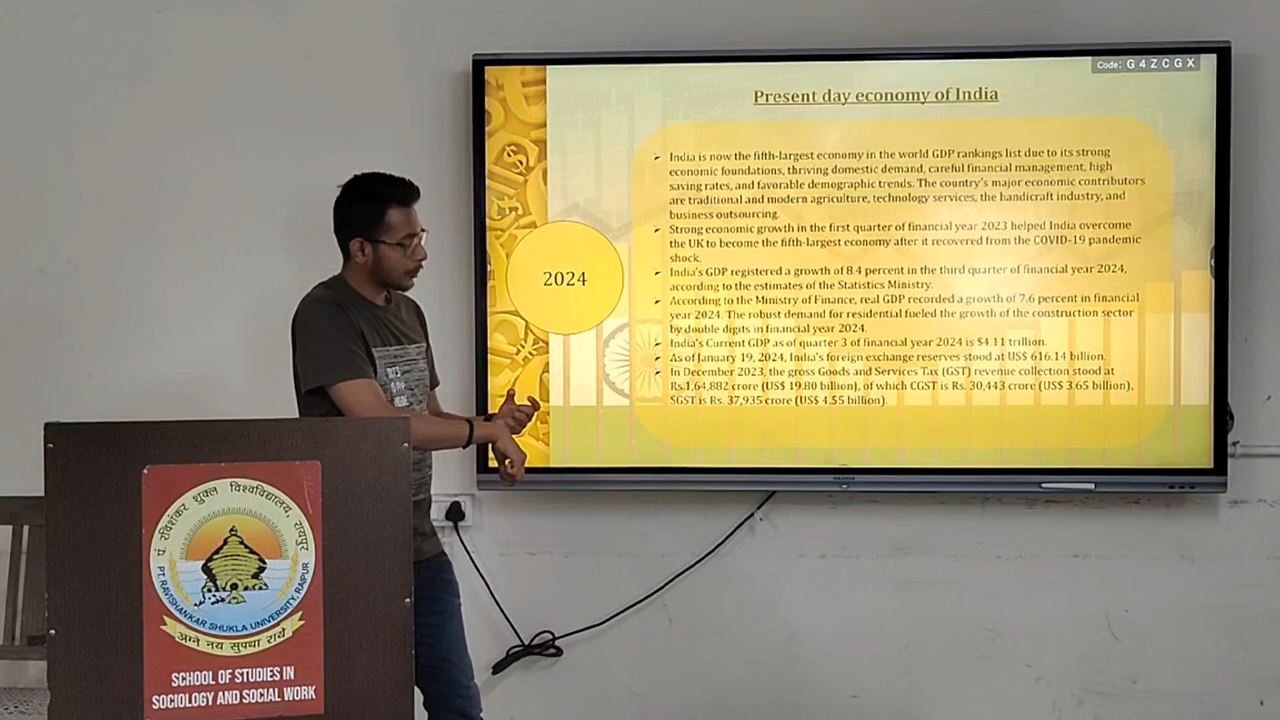 Code: G 4 Z C G X
Present day economy of India
2024
➢ India is now the fifth-largest economy in the world GDP rankings list due to its strong
economic foundations, thriving domestic demand, careful financial management, high
saving rates, and favorable demographic trends. The country's major economic contributors
are traditional and modern agriculture, technology services, the handicraft industry, and
business outsourcing.
➢ Strong economic growth in the first quarter of financial year 2023 helped India overcome
the UK to become the fifth-largest economy after it recovered from the COVID-19 pandemic
shock.
➢ India's GDP registered a growth of 8.4 percent in the third quarter of financial year 2024,
according to the estimates of the Statistics Ministry.
➢ According to the Ministry of Finance, real GDP recorded a growth of 7.6 percent in financial
year 2024. The robust demand for residential fueled the growth of the construction sector
by double digits in financial year 2024.
➢ India's Current GDP as of quarter 3 of financial year 2024 is $4.11 trillion.
➢ As of January 19, 2024, India's foreign exchange reserves stood at US$ 616.14 billion.
➢ In December 2023, the gross Goods and Services Tax (GST) revenue collection stood at
Rs.1,64,882 crore (US$ 19.80 billion), of which CGST is Rs. 30,443 crore (US$ 3.65 billion),
SGST is Rs. 37,935 crore (US$ 4.55 billion).
पं. रविशंकर शुक्ल विश्वविद्यालय, रायपुर
PT. RAVISHANKAR SHUKLA UNIVERSITY, RAIPUR
अग्ने नय सुपथा राये
SCHOOL OF STUDIES IN
SOCIOLOGY AND SOCIAL WORK